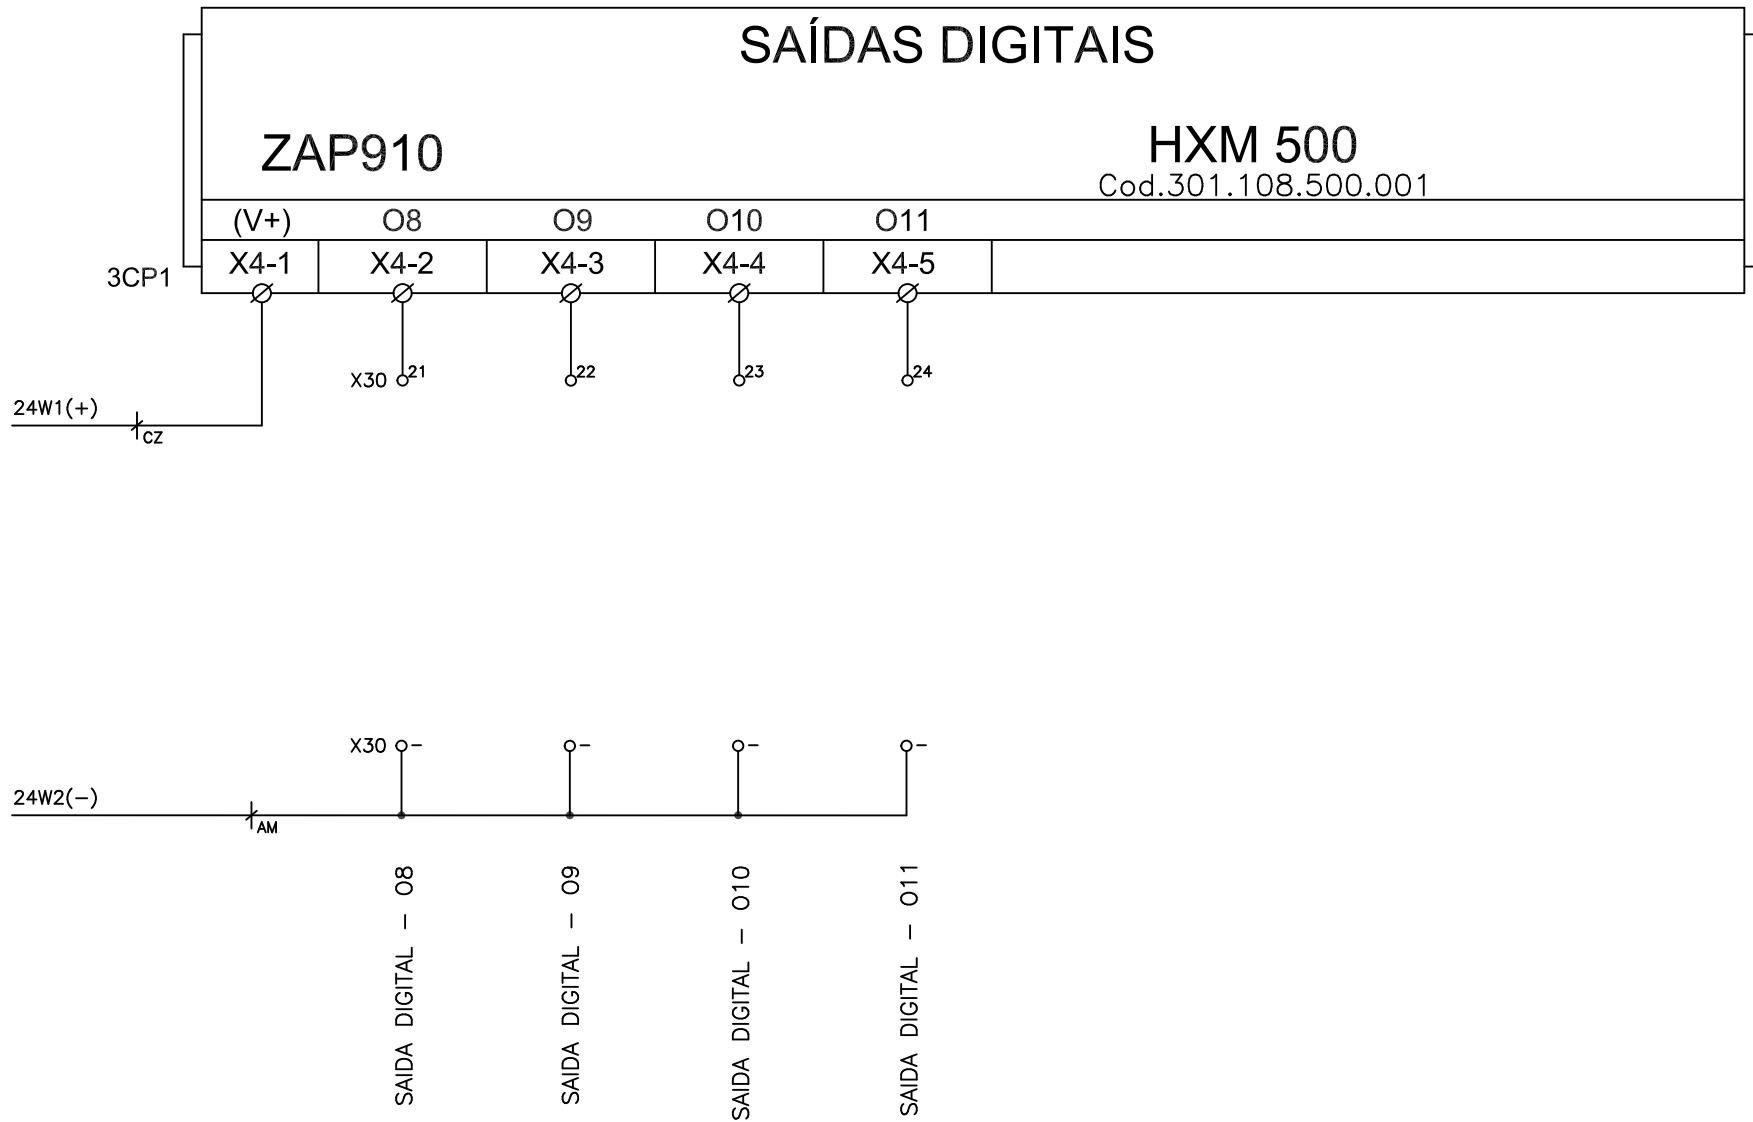 SAÍDAS DIGITAIS
ZAP910
HXM 500
Cod.301.108.500.001
(V+) O8 O9 O10 O11
3CP1 X4-1 X4-2 X4-3 X4-4 X4-5
X30 21 22 23 24
24W1(+)
CZ
X30 - - - -
24W2(-)
AM
SAIDA DIGITAL - O8
SAIDA DIGITAL - O9
SAIDA DIGITAL - O10
SAIDA DIGITAL - O11